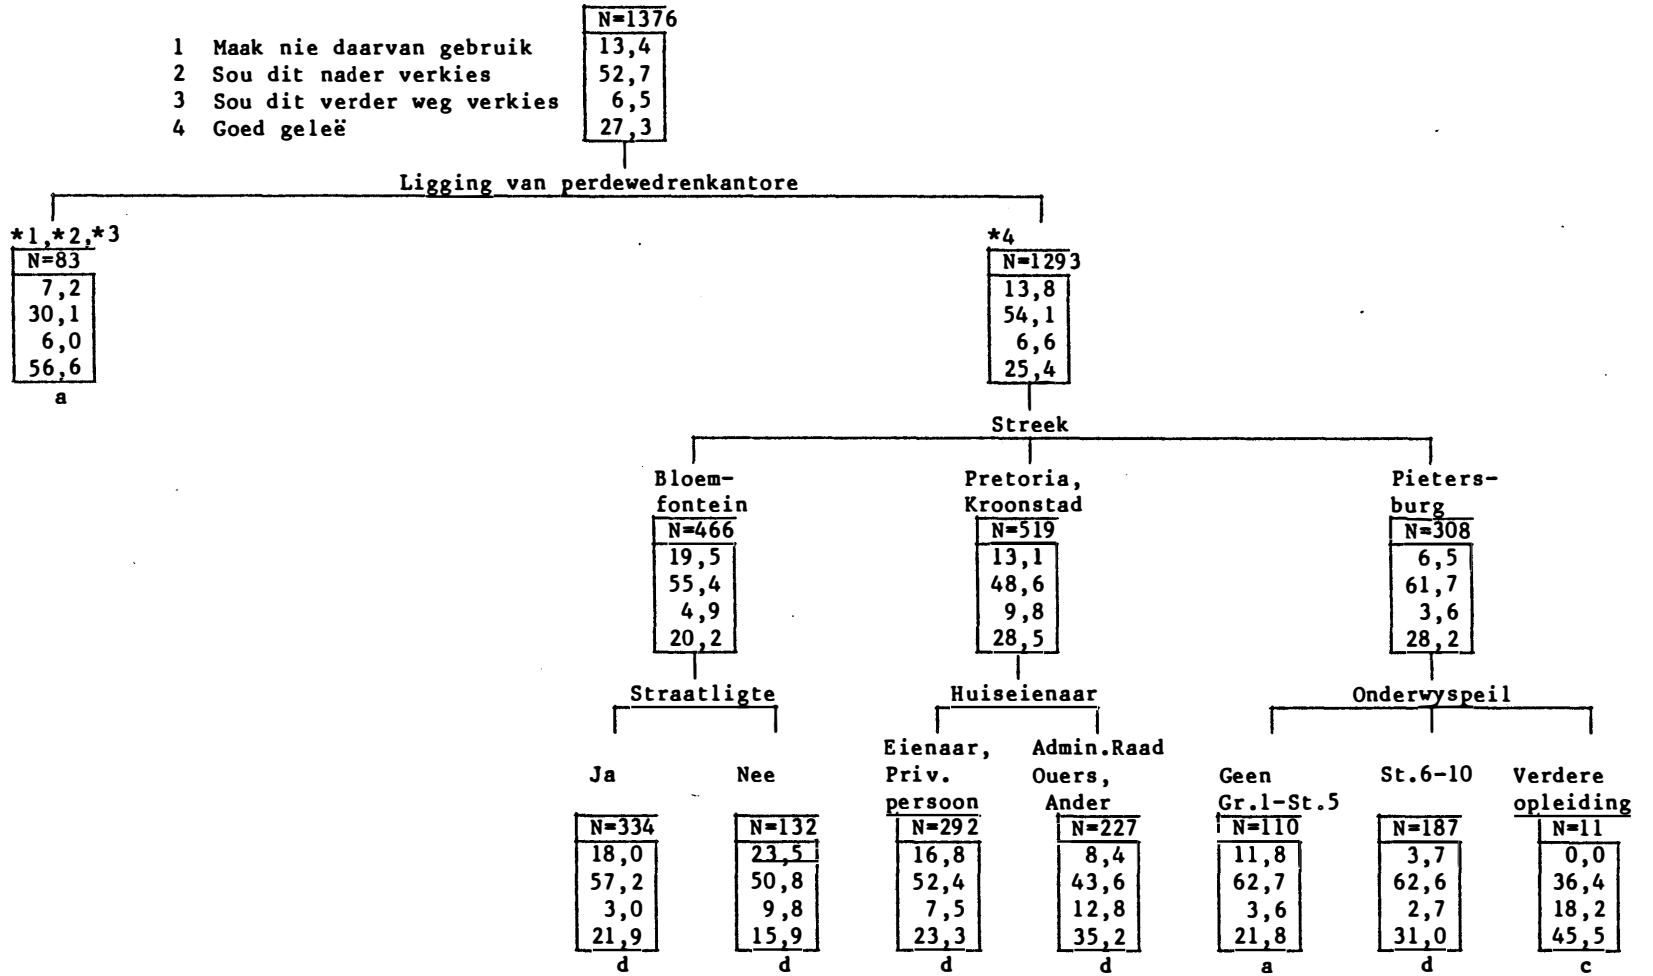 N=1376
1 Maak nie daarvan gebruik 13,4
2 Sou dit nader verkies 52,7
3 Sou dit verder weg verkies 6,5
4 Goed geleë 27,3
Ligging van perdewedrenkantore
*1,*2,*3 *4
N=83 N=1293
7,2 13,8
30,1 54,1
6,0 6,6
56,6 25,4
a
Streek
Bloem- Pretoria, Pieters-
fontein Kroonstad burg
N=466 N=519 N=308
19,5 13,1 6,5
55,4 48,6 61,7
4,9 9,8 3,6
20,2 28,5 28,2
Straatligte Huiseienaar Onderwyspeil
Eienaar, Admin.Raad
Ja Nee Priv. Ouers, Geen St.6-10 Verdere
persoon Ander Gr.1-St.5 opleiding
N=334 N=132 N=292 N=227 N=110 N=187 N=11
18,0 23,5 16,8 8,4 11,8 3,7 0,0
57,2 50,8 52,4 43,6 62,7 62,6 36,4
3,0 9,8 7,5 12,8 3,6 2,7 18,2
21,9 15,9 23,3 35,2 21,8 31,0 45,5
d d d d a d c